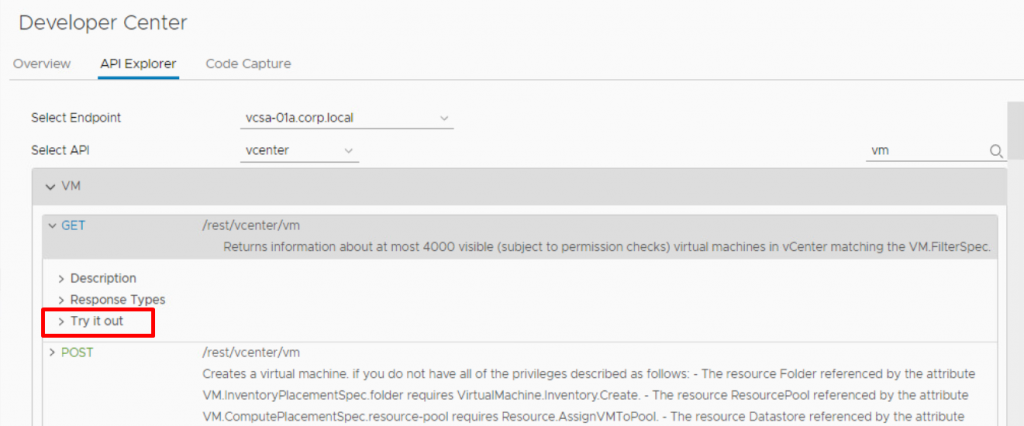 Developer Center
Overview API Explorer Code Capture
Select Endpoint vcsa-01a.corp.local
Select API vcenter vm
VM
GET /rest/vcenter/vm
Returns information about at most 4000 visible (subject to permission checks) virtual machines in vCenter matching the VM.FilterSpec.
Description
Response Types
Try it out
POST /rest/vcenter/vm
Creates a virtual machine. if you do not have all of the privileges described as follows: - The resource Folder referenced by the attribute
VM.InventoryPlacementSpec.folder requires VirtualMachine.Inventory.Create. - The resource ResourcePool referenced by the attribute
VM.ComputePlacementSpec.resource-pool requires Resource.AssignVMToPool. - The resource Datastore referenced by the attribute